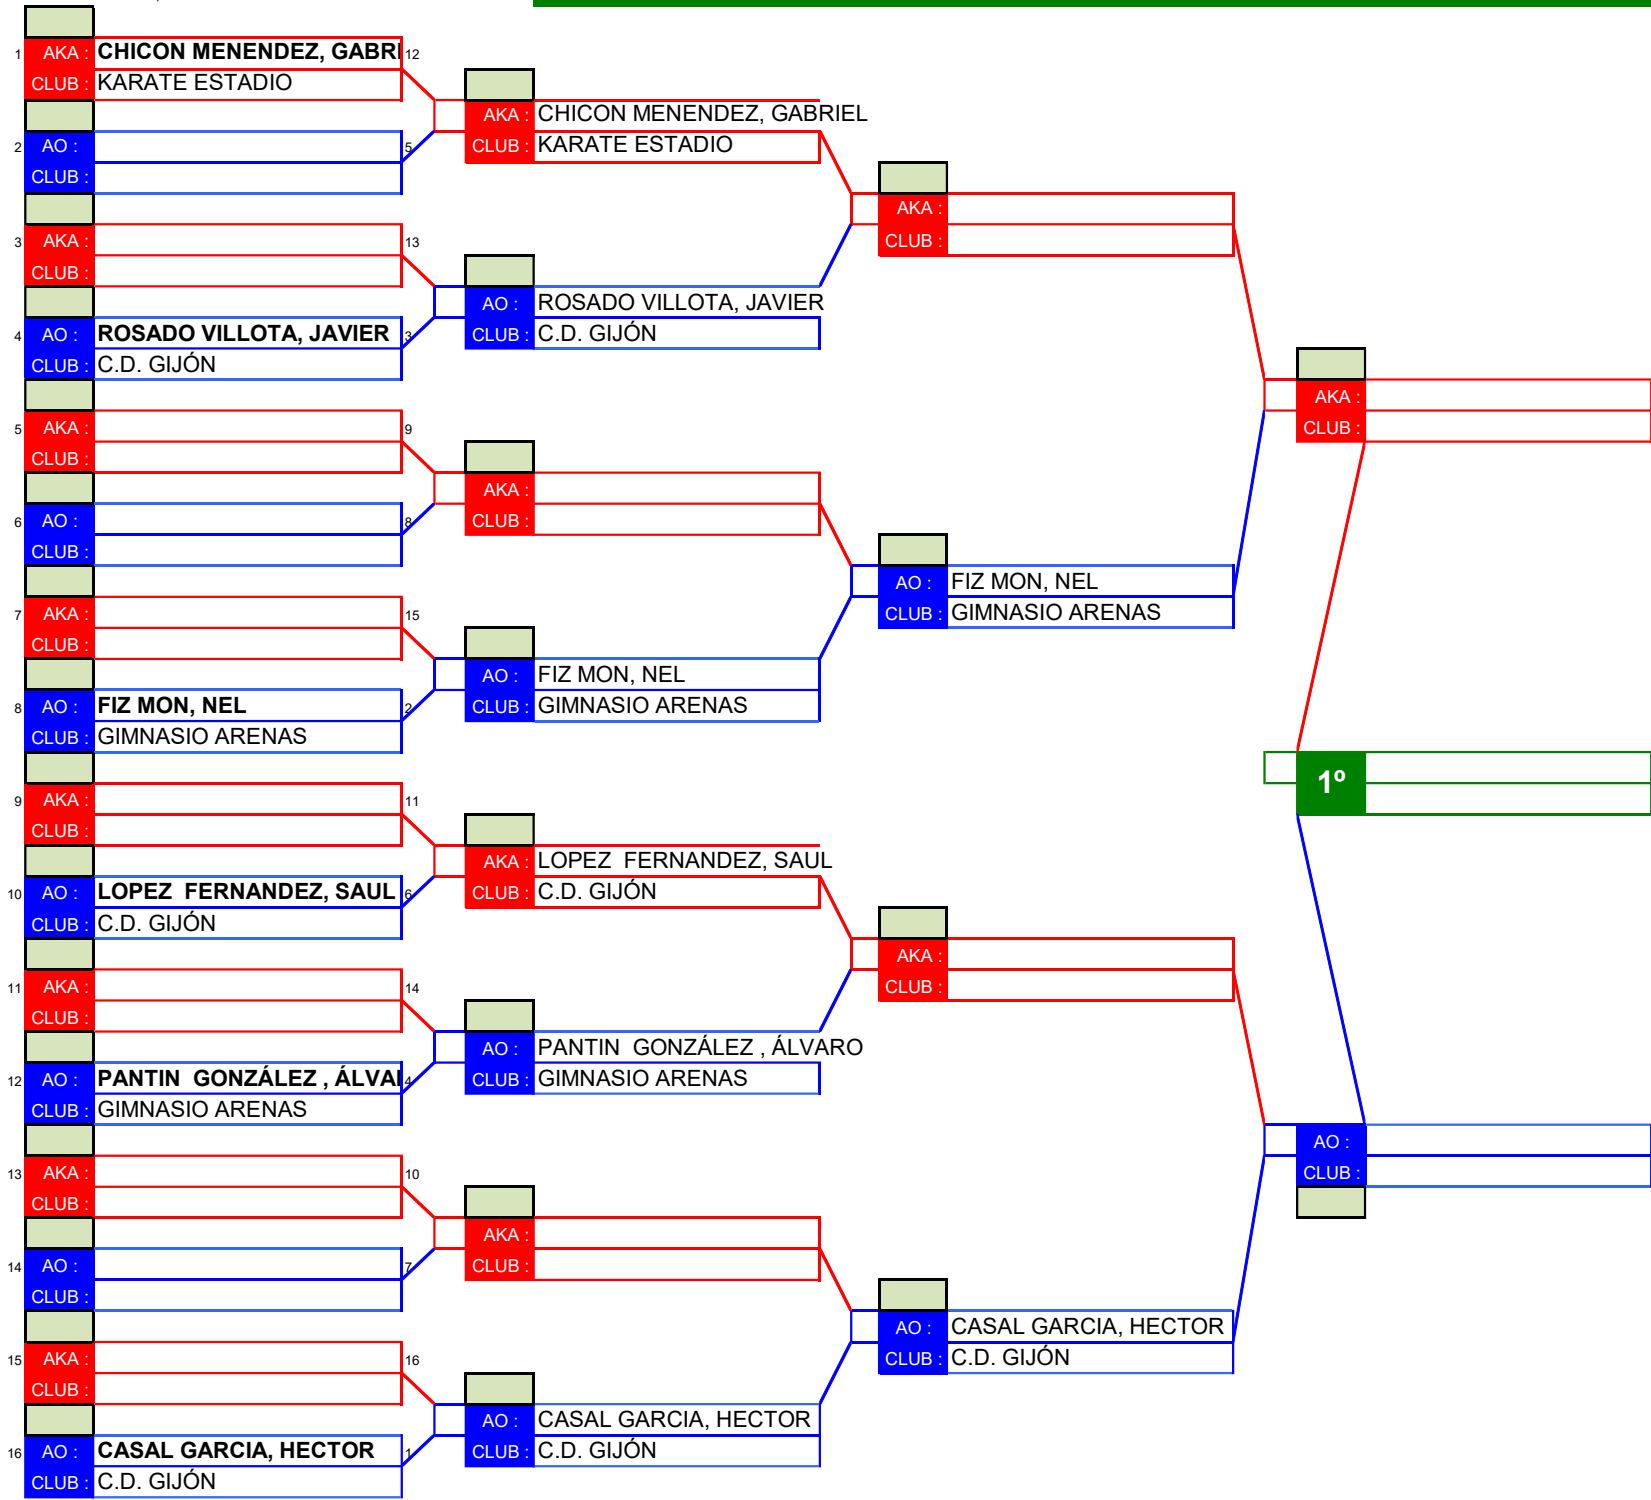 1 AKA : CHICON MENENDEZ, GABRI 12
CLUB : KARATE ESTADIO
2 AO : 5
CLUB :
3 AKA : 13
CLUB :
4 AO : ROSADO VILLOTA, JAVIER 3
CLUB : C.D. GIJÓN
5 AKA : 9
CLUB :
6 AO : 8
CLUB :
7 AKA : 15
CLUB :
8 AO : FIZ MON, NEL 2
CLUB : GIMNASIO ARENAS
9 AKA : 11
CLUB :
10 AO : LOPEZ  FERNANDEZ, SAUL 6
CLUB : C.D. GIJÓN
11 AKA : 14
CLUB :
12 AO : PANTIN  GONZÁLEZ , ÁLVA 4
CLUB : GIMNASIO ARENAS
13 AKA : 10
CLUB :
14 AO : 7
CLUB :
15 AKA : 16
CLUB :
16 AO : CASAL GARCIA, HECTOR 1
CLUB : C.D. GIJÓN
AKA : CHICON MENENDEZ, GABRIEL
CLUB : KARATE ESTADIO
AO : ROSADO VILLOTA, JAVIER
CLUB : C.D. GIJÓN
AKA :
CLUB :
AO : FIZ MON, NEL
CLUB : GIMNASIO ARENAS
AKA : LOPEZ  FERNANDEZ, SAUL
CLUB : C.D. GIJÓN
AO : PANTIN  GONZÁLEZ , ÁLVARO
CLUB : GIMNASIO ARENAS
AKA :
CLUB :
AO : CASAL GARCIA, HECTOR
CLUB : C.D. GIJÓN
AKA :
CLUB :
AO : FIZ MON, NEL
CLUB : GIMNASIO ARENAS
AKA :
CLUB :
AO : CASAL GARCIA, HECTOR
CLUB : C.D. GIJÓN
AKA :
CLUB :
1º
AO :
CLUB :